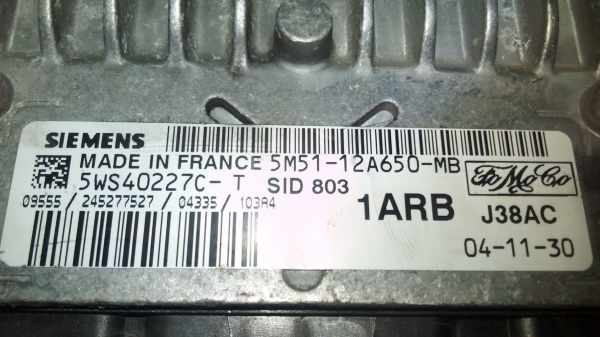 SIEMENS
MADE IN FRANCE 5M51-12A650-MB
5WS40227C-T SID 803
FoMoCo
09555/245277527/04335/103A4
1ARB J38AC
04-11-30